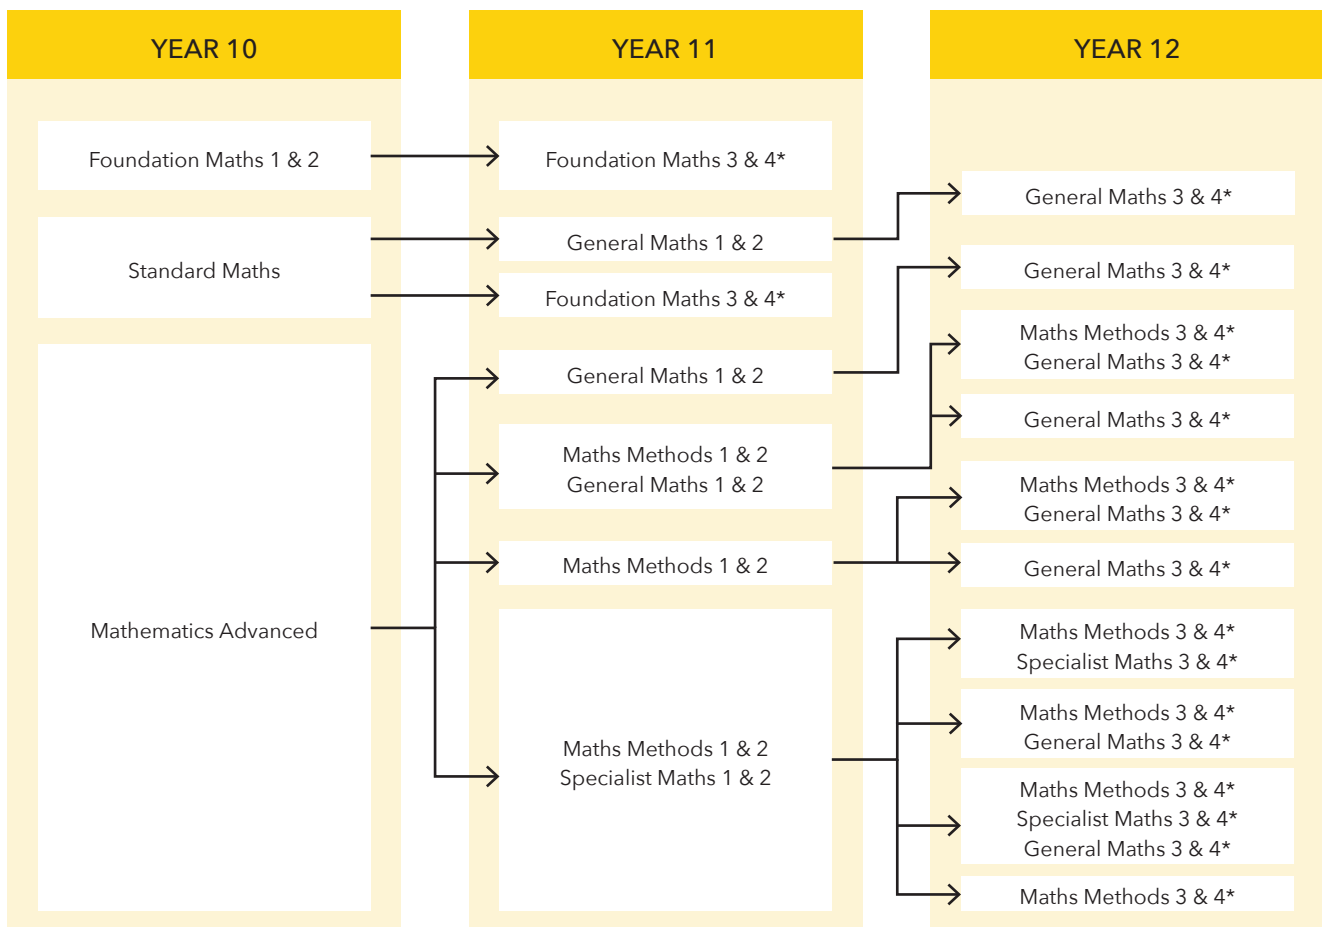 YEAR 10
Foundation Maths 1 & 2
Standard Maths
Mathematics Advanced
YEAR 11
Foundation Maths 3 & 4*
General Maths 1 & 2
Foundation Maths 3 & 4*
General Maths 1 & 2
Maths Methods 1 & 2
General Maths 1 & 2
Maths Methods 1 & 2
Maths Methods 1 & 2
Specialist Maths 1 & 2
YEAR 12
General Maths 3 & 4*
General Maths 3 & 4*
Maths Methods 3 & 4*
General Maths 3 & 4*
General Maths 3 & 4*
Maths Methods 3 & 4*
General Maths 3 & 4*
General Maths 3 & 4*
Maths Methods 3 & 4*
Specialist Maths 3 & 4*
Maths Methods 3 & 4*
General Maths 3 & 4*
Maths Methods 3 & 4*
Specialist Maths 3 & 4*
General Maths 3 & 4*
Maths Methods 3 & 4*